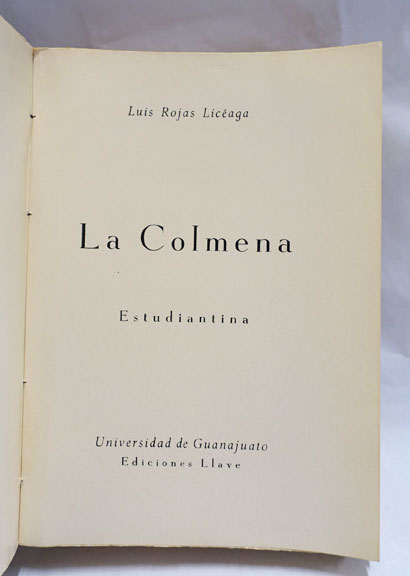 Luis Rojas Licéaga
La Colmena
Estudiantina
Universidad de Guanajuato
Ediciones Llave